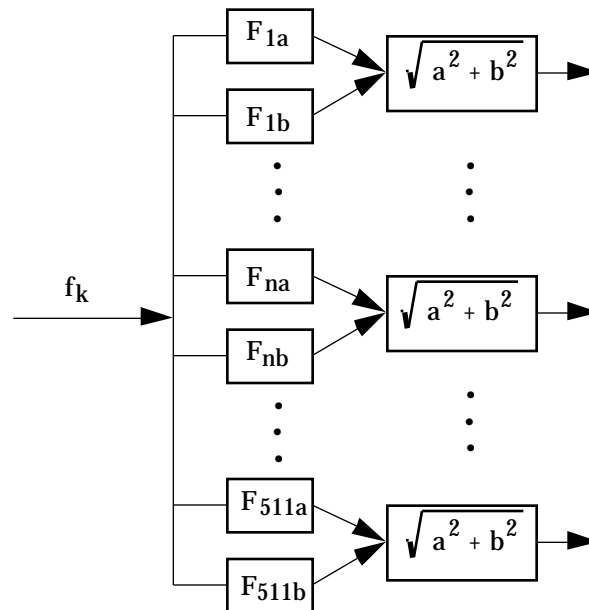 F₁ₐ
√a² + b²
F₁b
Fₙₐ
fₖ
√a² + b²
Fₙb
F₅₁₁ₐ
√a² + b²
F₅₁₁b